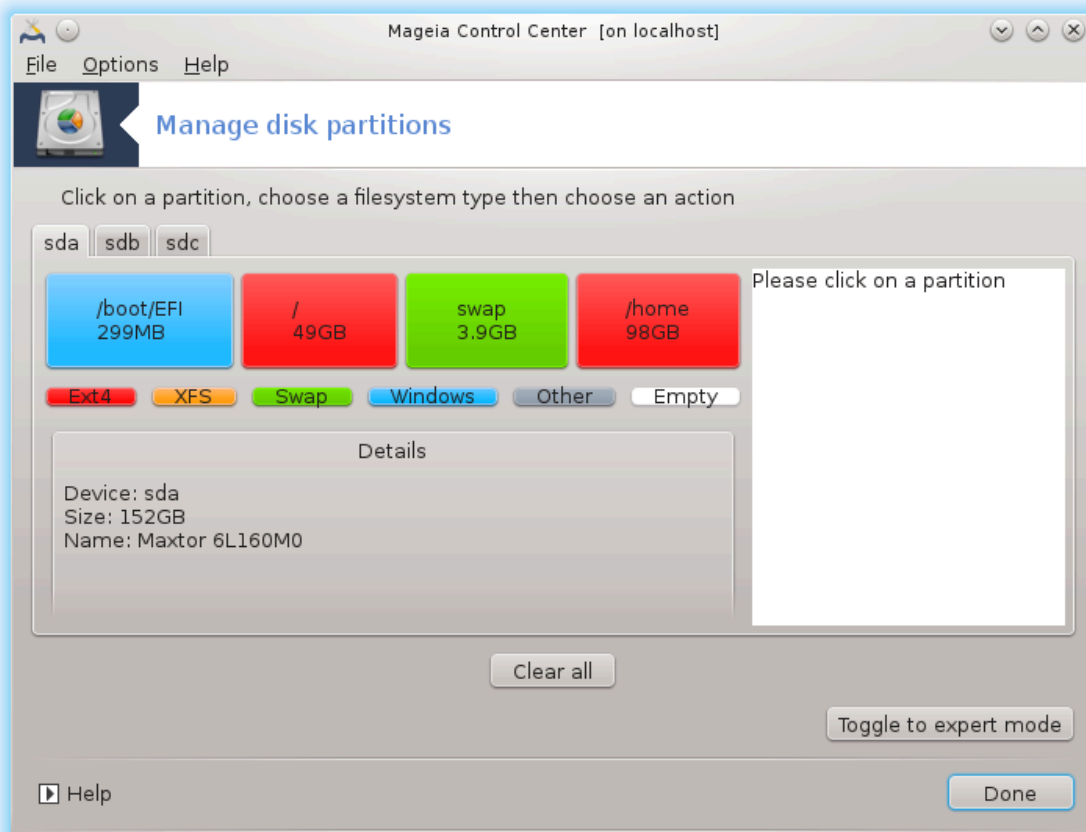 Mageia Control Center [on localhost]
File Options Help
Manage disk partitions
Click on a partition, choose a filesystem type then choose an action
sda sdb sdc
/boot/EFI
299MB
/
49GB
swap
3.9GB
/home
98GB
Please click on a partition
Ext4 XFS Swap Windows Other Empty
Details
Device: sda
Size: 152GB
Name: Maxtor 6L160M0
Clear all
Toggle to expert mode
Help
Done